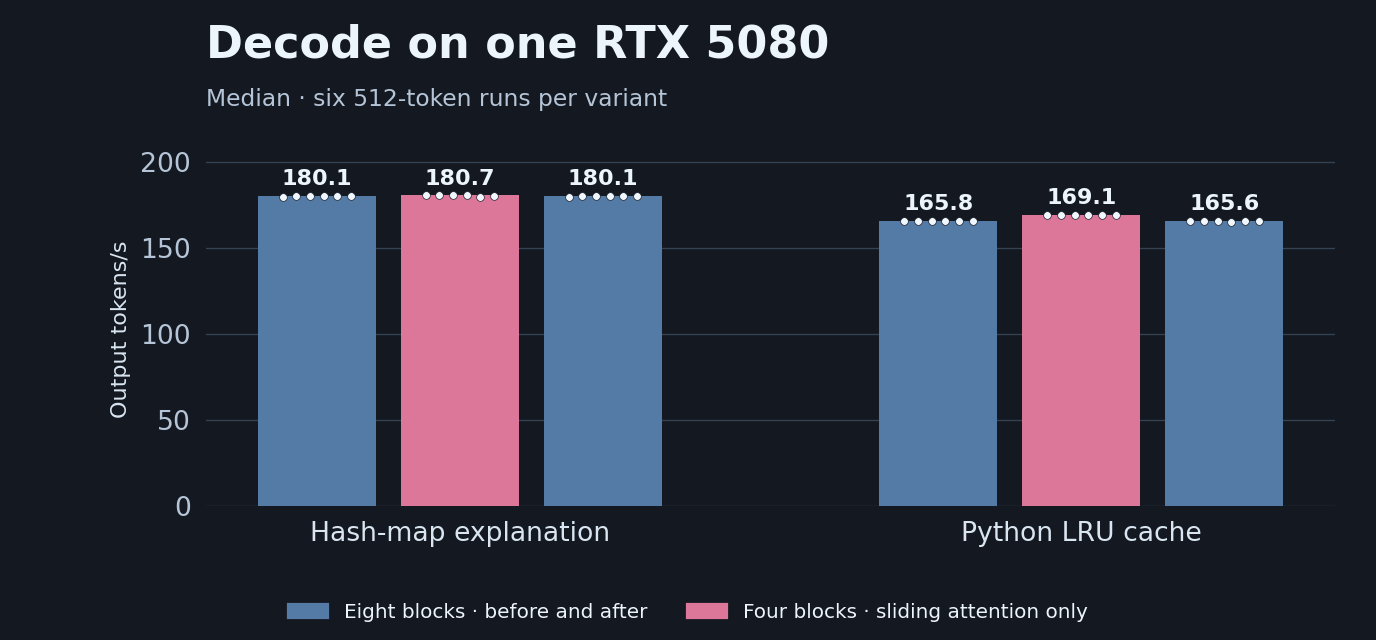 Decode on one RTX 5080
Median · six 512-token runs per variant
Output tokens/s
200
150
100
50
0
180.1
180.7
180.1
165.8
169.1
165.6
Hash-map explanation
Python LRU cache
Eight blocks · before and after
Four blocks · sliding attention only